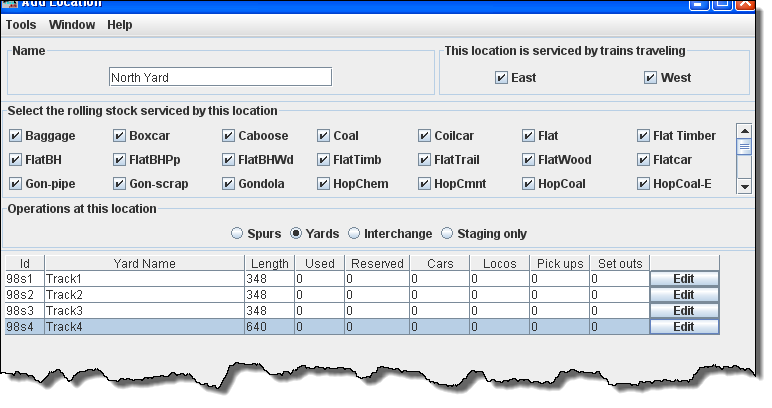 Add Location
Tools Window Help
Name This location is serviced by trains traveling
North Yard East West
Select the rolling stock serviced by this location
Baggage Boxcar Caboose Coal Coilcar Flat Flat Timber
FlatBH FlatBHPp FlatBHWd FlatTimb FlatTrail FlatWood Flatcar
Gon-pipe Gon-scrap Gondola HopChem HopCmnt HopCoal HopCoal-E
Operations at this location
Spurs Yards Interchange Staging only
Id Yard Name Length Used Reserved Cars Locos Pick ups Set outs
98s1 Track1 348 0 0 0 0 0 0 Edit
98s2 Track2 348 0 0 0 0 0 0 Edit
98s3 Track3 348 0 0 0 0 0 0 Edit
98s4 Track4 640 0 0 0 0 0 0 Edit